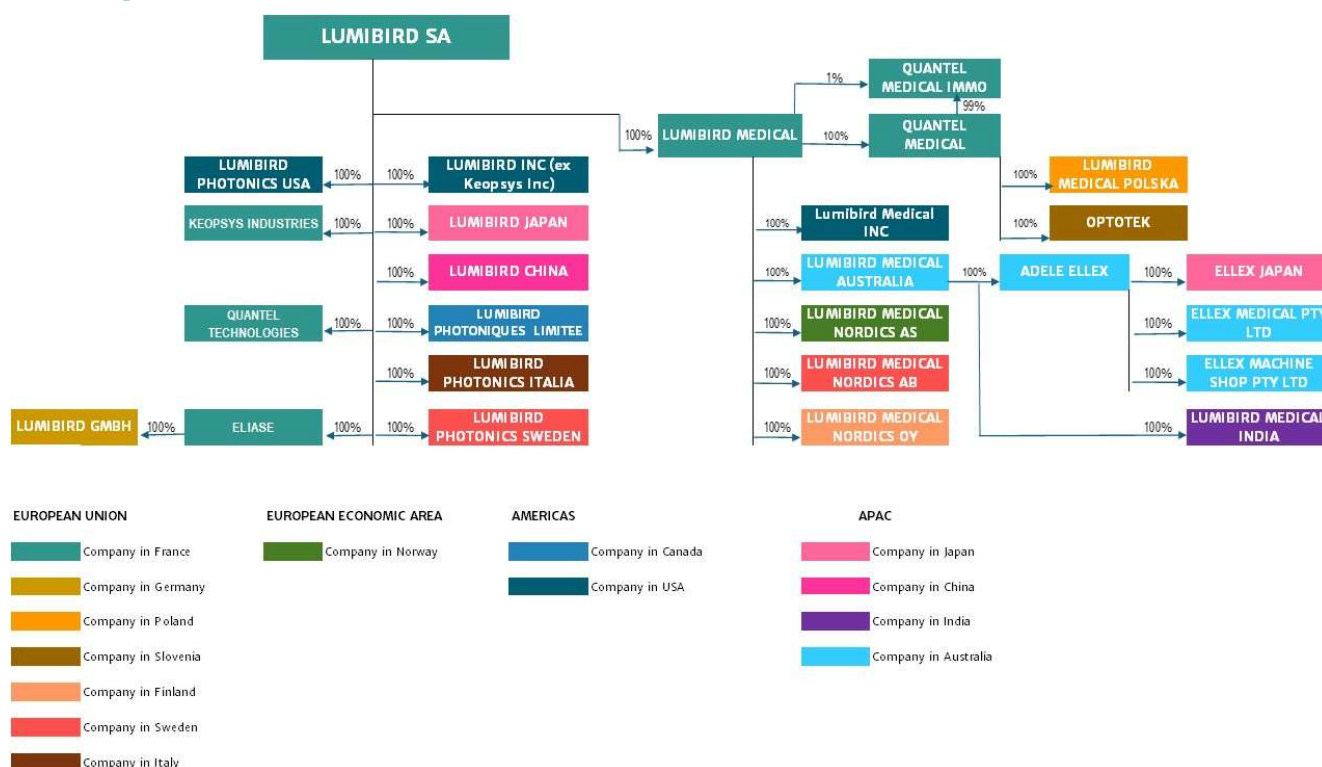 LUMIBIRD SA
QUANTEL
MEDICAL IMMO
1%
99%
100%
LUMIBIRD MEDICAL
100%
QUANTEL
MEDICAL
LUMIBIRD
PHOTONICS USA
100%
100%
LUMIBIRD INC (ex
Keopsys Inc)
100%
LUMIBIRD
MEDICAL POLSKA
KEOPSYS INDUSTRIES
100%
100%
LUMIBIRD JAPAN
100%
Lumibird Medical
INC
100%
OPTOTEK
100%
LUMIBIRD CHINA
100%
LUMIBIRD MEDICAL
AUSTRALIA
100%
ADELE ELLEX
100%
ELLEX JAPAN
QUANTEL
TECHNOLOGIES
100%
100%
LUMIBIRD
PHOTONIQUES LIMITEE
100%
LUMIBIRD MEDICAL
NORDICS AS
100%
ELLEX MEDICAL PTY
LTD
100%
LUMIBIRD
PHOTONICS ITALIA
100%
LUMIBIRD MEDICAL
NORDICS AB
100%
ELLEX MACHINE
SHOP PTY LTD
LUMIBIRD GMBH
100%
ELIASE
100%
100%
LUMIBIRD
PHOTONICS SWEDEN
100%
LUMIBIRD MEDICAL
NORDICS OY
100%
LUMIBIRD MEDICAL
INDIA
EUROPEAN UNION
Company in France
Company in Germany
Company in Poland
Company in Slovenia
Company in Finland
Company in Sweden
Company in Italy
EUROPEAN ECONOMIC AREA
Company in Norway
AMERICAS
Company in Canada
Company in USA
APAC
Company in Japan
Company in China
Company in India
Company in Australia